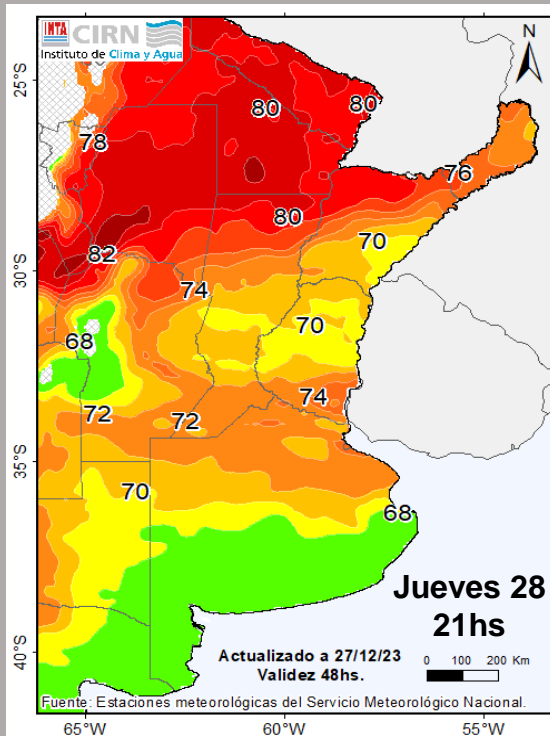 INTA CIRN
Instituto de Clima y Agua
N
25°S
80
80
78
76
80
70
82
30°S
74
70
68
74
72
72
35°S
70
68
Jueves 28
21hs
Actualizado a 27/12/23
Validez 48hs.
0 100 200 Km
40°S
Fuente: Estaciones meteorológicas del Servicio Meteorológico Nacional.
65°W 60°W 55°W